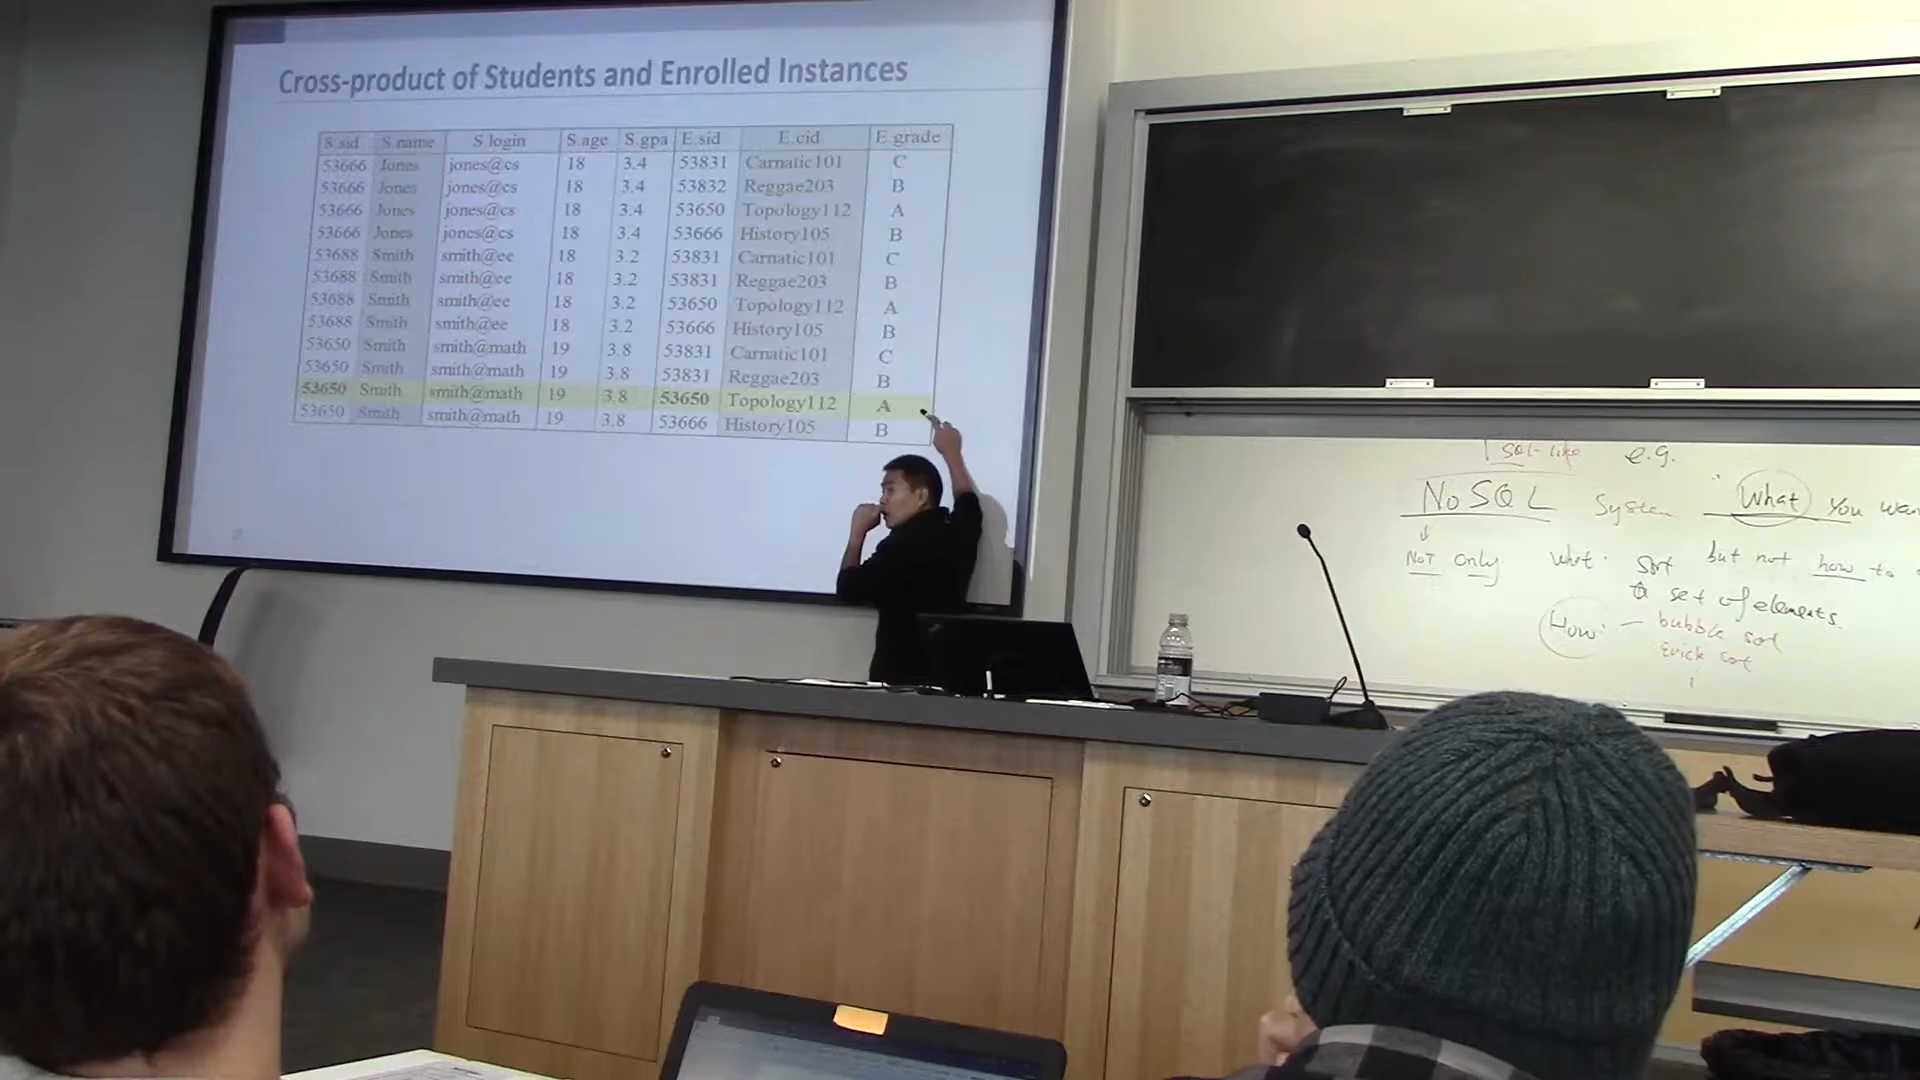 Cross-product of Students and Enrolled Instances
S.sid S.name S.login S.age S.gpa E.sid E.cid E.grade
53666 Jones jones@cs 18 3.4 53831 Carnatic101 C
53666 Jones jones@cs 18 3.4 53832 Reggae203 B
53666 Jones jones@cs 18 3.4 53650 Topology112 A
53666 Jones jones@cs 18 3.4 53666 History105 B
53688 Smith smith@ee 18 3.2 53831 Carnatic101 C
53688 Smith smith@ee 18 3.2 53831 Reggae203 B
53688 Smith smith@ee 18 3.2 53650 Topology112 A
53688 Smith smith@ee 18 3.2 53666 History105 B
53650 Smith smith@math 19 3.8 53831 Carnatic101 C
53650 Smith smith@math 19 3.8 53831 Reggae203 B
53650 Smith smith@math 19 3.8 53650 Topology112 A
53650 Smith smith@math 19 3.8 53666 History105 B
sql-like e.g.
NoSQL System What You wan
NOT only What: sort but not how to
set of elements.
How: – bubble sort
quick sort